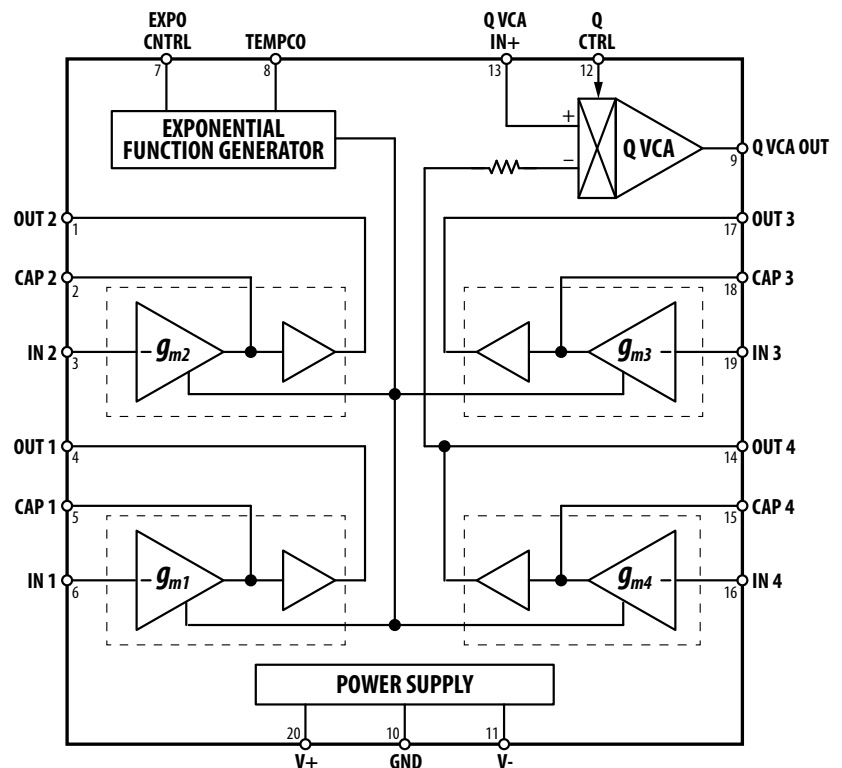 EXPO
CNTRL
TEMPCO
Q VCA
IN+
Q
CTRL
7
8
13
12
EXPONENTIAL
FUNCTION GENERATOR
+
−
Q VCA
Q VCA OUT
9
OUT 2
1
OUT 3
17
CAP 2
2
CAP 3
18
IN 2
3
− gm2
gm3 −
IN 3
19
OUT 1
4
OUT 4
14
CAP 1
5
CAP 4
15
IN 1
6
− gm1
gm4 −
IN 4
16
POWER SUPPLY
20
10
11
V+
GND
V-